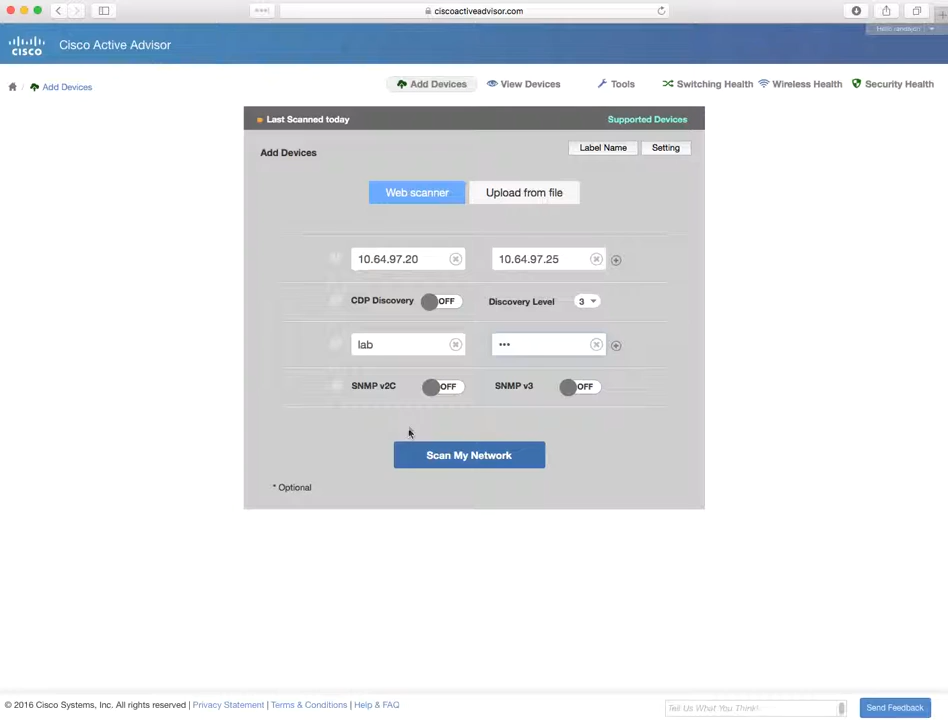 ciscoactiveadvisor.com
CISCO Cisco Active Advisor
Add Devices
Add Devices View Devices Tools Switching Health Wireless Health Security Health
Last Scanned today Supported Devices
Add Devices Label Name Setting
Web scanner Upload from file
10.64.97.20 10.64.97.25
CDP Discovery OFF Discovery Level 3
lab •••
SNMP v2C OFF SNMP v3 OFF
Scan My Network
* Optional
© 2016 Cisco Systems, Inc. All rights reserved | Privacy Statement | Terms & Conditions | Help & FAQ
Tell Us What You Think!
Send Feedback